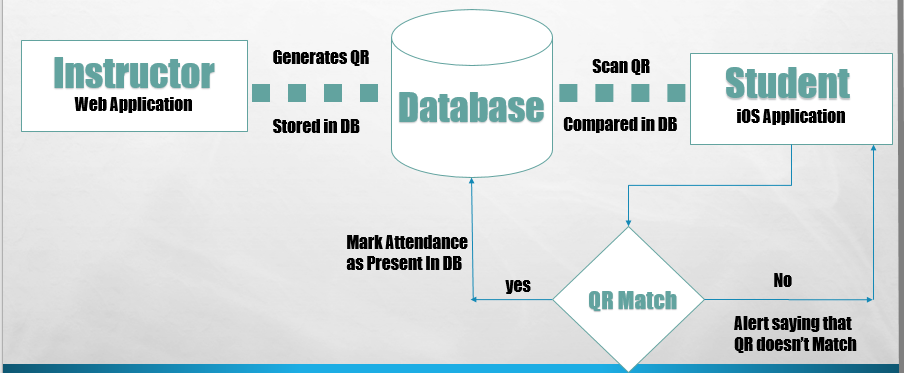 Instructor
Web Application
Generates QR
Stored in DB
Database
Scan QR
Compared in DB
Student
iOS Application
Mark Attendance
as Present In DB
yes
QR Match
No
Alert saying that
QR doesn't Match